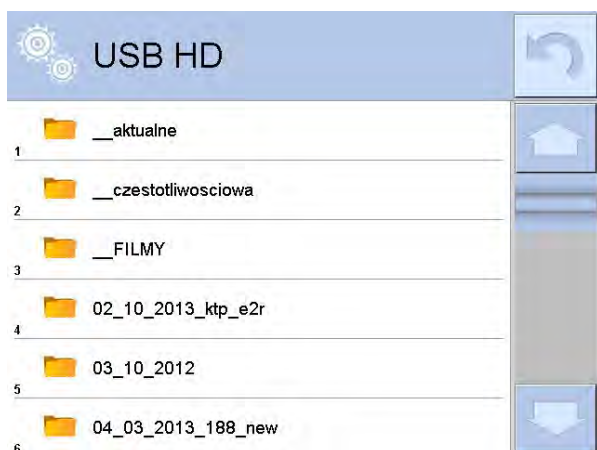 USB HD
__aktualne
1
__czestotliwosciowa
2
__FILMY
3
02_10_2013_ktp_e2r
4
03_10_2012
5
04_03_2013_188_new
6